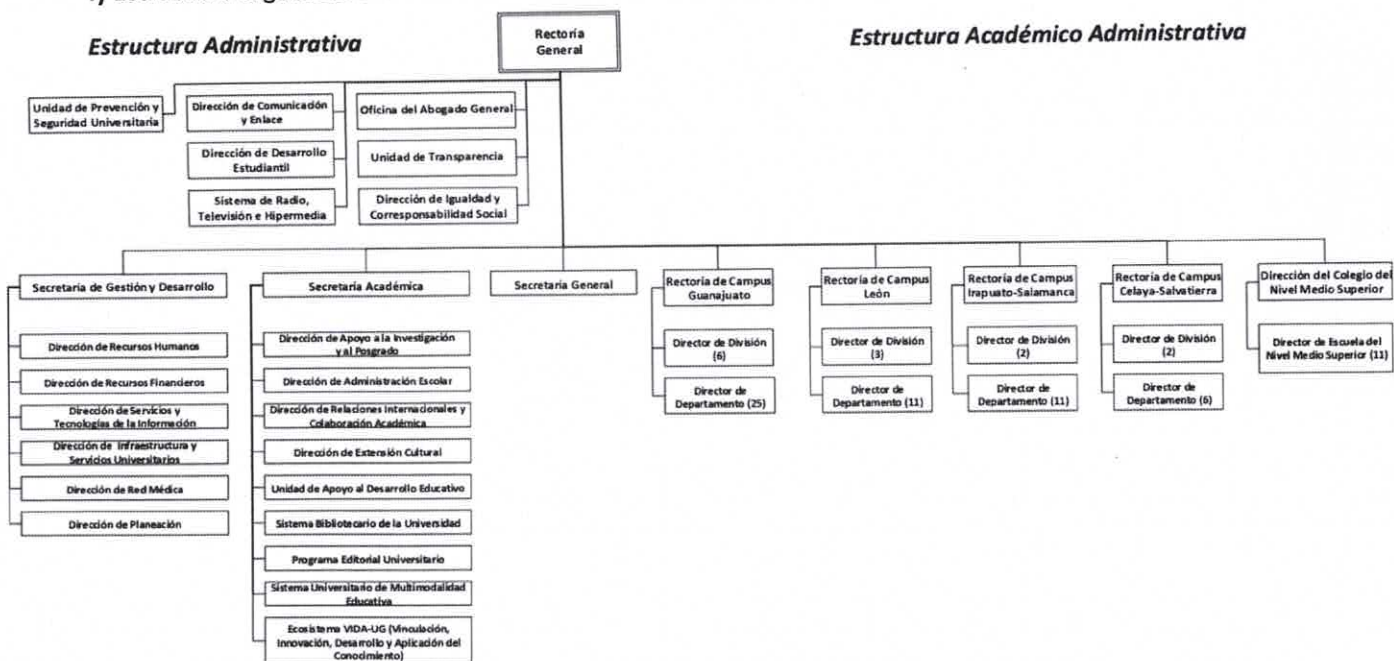 Estructura Administrativa
Rectoría
General
Estructura Académico Administrativa
Unidad de Prevención y
Seguridad Universitaria
Dirección de Comunicación
y Enlace
Oficina del Abogado General
Dirección de Desarrollo
Estudiantil
Unidad de Transparencia
Sistema de Radio,
Televisión e Hipermedia
Dirección de Igualdad y
Corresponsabilidad Social
Secretaría de Gestión y Desarrollo
Dirección de Recursos Humanos
Dirección de Recursos Financieros
Dirección de Servicios y
Tecnologías de la Información
Dirección de Infraestructura y
Servicios Universitarios
Dirección de Red Médica
Dirección de Planeación
Secretaría Académica
Dirección de Apoyo a la Investigación
y al Posgrado
Dirección de Administración Escolar
Dirección de Relaciones Internacionales y
Colaboración Académica
Dirección de Extensión Cultural
Unidad de Apoyo al Desarrollo Educativo
Sistema Bibliotecario de la Universidad
Programa Editorial Universitario
Sistema Universitario de Multimodalidad
Educativa
Ecosistema VIDA-UG (Vinculación,
Innovación, Desarrollo y Aplicación del
Conocimiento)
Secretaría General
Rectoría de Campus
Guanajuato
Director de División
(6)
Director de
Departamento (25)
Rectoría de Campus
León
Director de División
(3)
Director de
Departamento (11)
Rectoría de Campus
Irapuato-Salamanca
Director de División
(2)
Director de
Departamento (11)
Rectoría de Campus
Celaya-Salvatierra
Director de División
(2)
Director de
Departamento (6)
Dirección del Colegio del
Nivel Medio Superior
Director de Escuela del
Nivel Medio Superior (11)